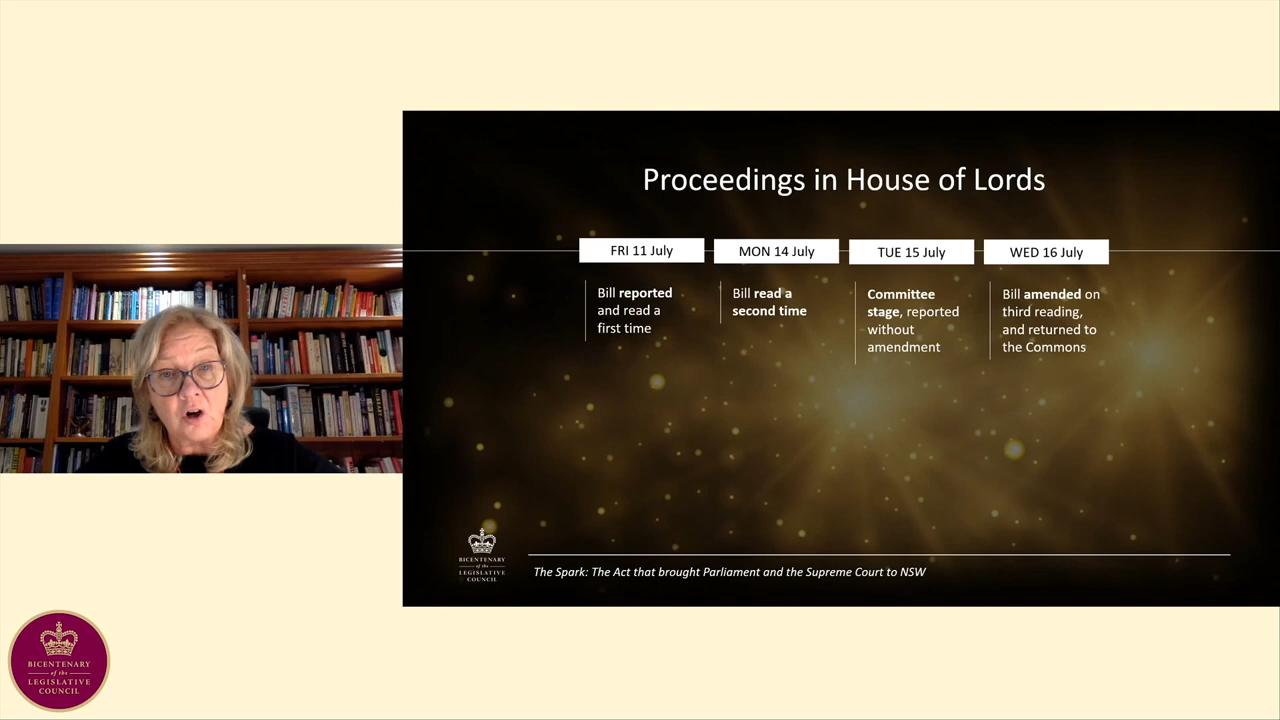 Proceedings in House of Lords
FRI 11 July
Bill reported
and read a
first time
MON 14 July
Bill read a
second time
TUE 15 July
Committee
stage, reported
without
amendment
WED 16 July
Bill amended on
third reading,
and returned to
the Commons
BICENTENARY
of the
LEGISLATIVE
COUNCIL
The Spark: The Act that brought Parliament and the Supreme Court to NSW
BICENTENARY
of the
LEGISLATIVE
COUNCIL